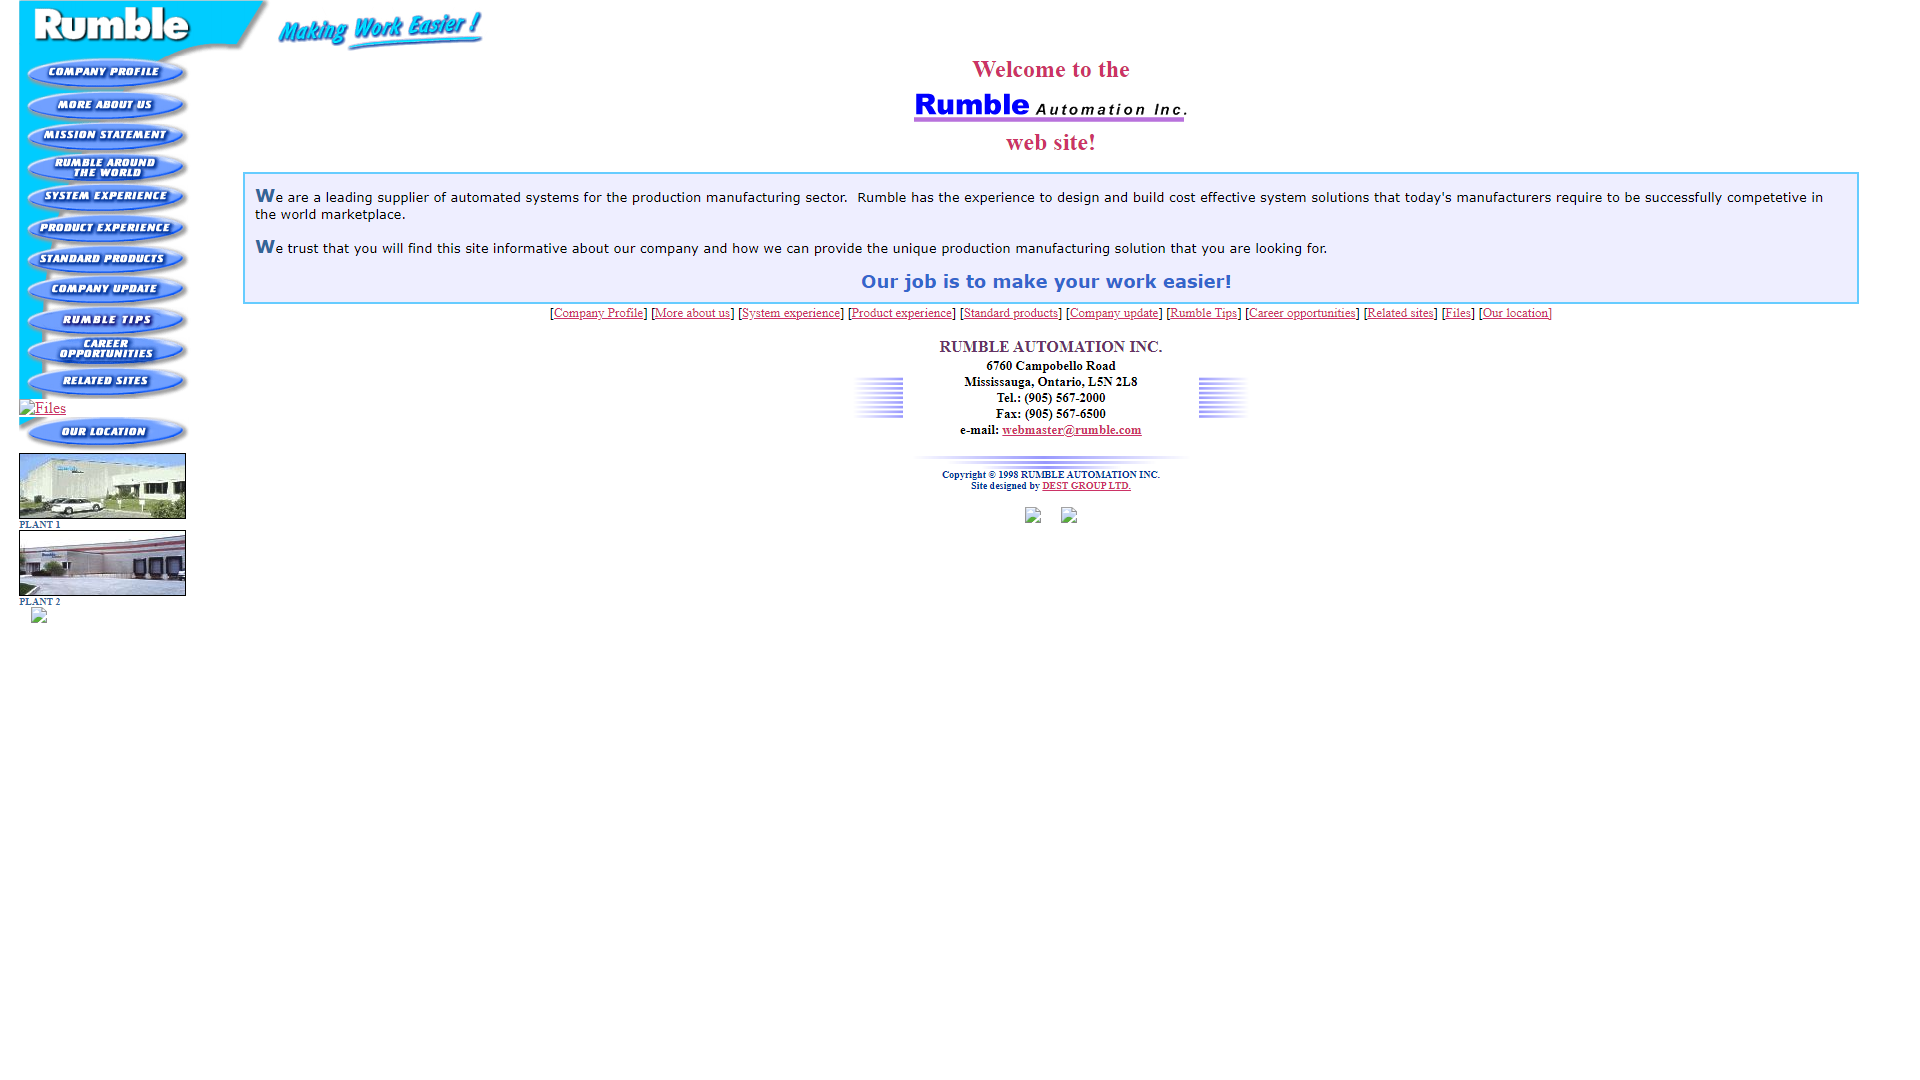 Rumble
Making Work Easier !
COMPANY PROFILE
MORE ABOUT US
MISSION STATEMENT
RUMBLE AROUND
THE WORLD
SYSTEM EXPERIENCE
PRODUCT EXPERIENCE
STANDARD PRODUCTS
COMPANY UPDATE
RUMBLE TIPS
CAREER
OPPORTUNITIES
RELATED SITES
Files
OUR LOCATION
PLANT 1
PLANT 2
Welcome to the
Rumble Automation Inc.
web site!
We are a leading supplier of automated systems for the production manufacturing sector.  Rumble has the experience to design and build cost effective system solutions that today's manufacturers require to be successfully competetive in
the world marketplace.
We trust that you will find this site informative about our company and how we can provide the unique production manufacturing solution that you are looking for.
Our job is to make your work easier!
[Company Profile] [More about us] [System experience] [Product experience] [Standard products] [Company update] [Rumble Tips] [Career opportunities] [Related sites] [Files] [Our location]
RUMBLE AUTOMATION INC.
6760 Campobello Road
Mississauga, Ontario, L5N 2L8
Tel.: (905) 567-2000
Fax: (905) 567-6500
e-mail: webmaster@rumble.com
Copyright © 1998 RUMBLE AUTOMATION INC.
Site designed by DEST GROUP LTD.